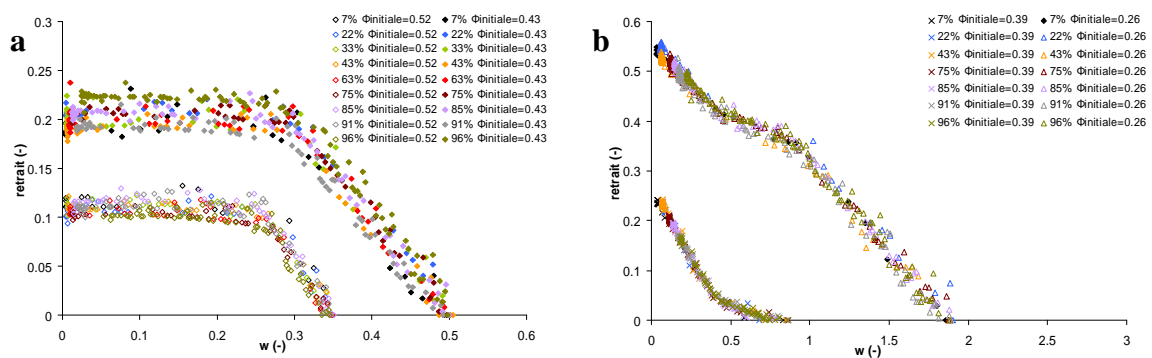 a
0.3
0.25
0.2
0.15
0.1
0.05
0
retrait (-)
0
0.1
0.2
0.3
0.4
0.5
0.6
w (-)
7% Φinitiale=0.52
7% Φinitiale=0.43
22% Φinitiale=0.52
22% Φinitiale=0.43
33% Φinitiale=0.52
33% Φinitiale=0.43
43% Φinitiale=0.52
43% Φinitiale=0.43
63% Φinitiale=0.52
63% Φinitiale=0.43
75% Φinitiale=0.52
75% Φinitiale=0.43
85% Φinitiale=0.52
85% Φinitiale=0.43
91% Φinitiale=0.52
91% Φinitiale=0.43
96% Φinitiale=0.52
96% Φinitiale=0.43
b
0.6
0.5
0.4
0.3
0.2
0.1
0
retrait (-)
0
0.5
1
1.5
2
2.5
3
w (-)
7% Φinitiale=0.39
7% Φinitiale=0.26
22% Φinitiale=0.39
22% Φinitiale=0.26
43% Φinitiale=0.39
43% Φinitiale=0.26
75% Φinitiale=0.39
75% Φinitiale=0.26
85% Φinitiale=0.39
85% Φinitiale=0.26
91% Φinitiale=0.39
91% Φinitiale=0.26
96% Φinitiale=0.39
96% Φinitiale=0.26